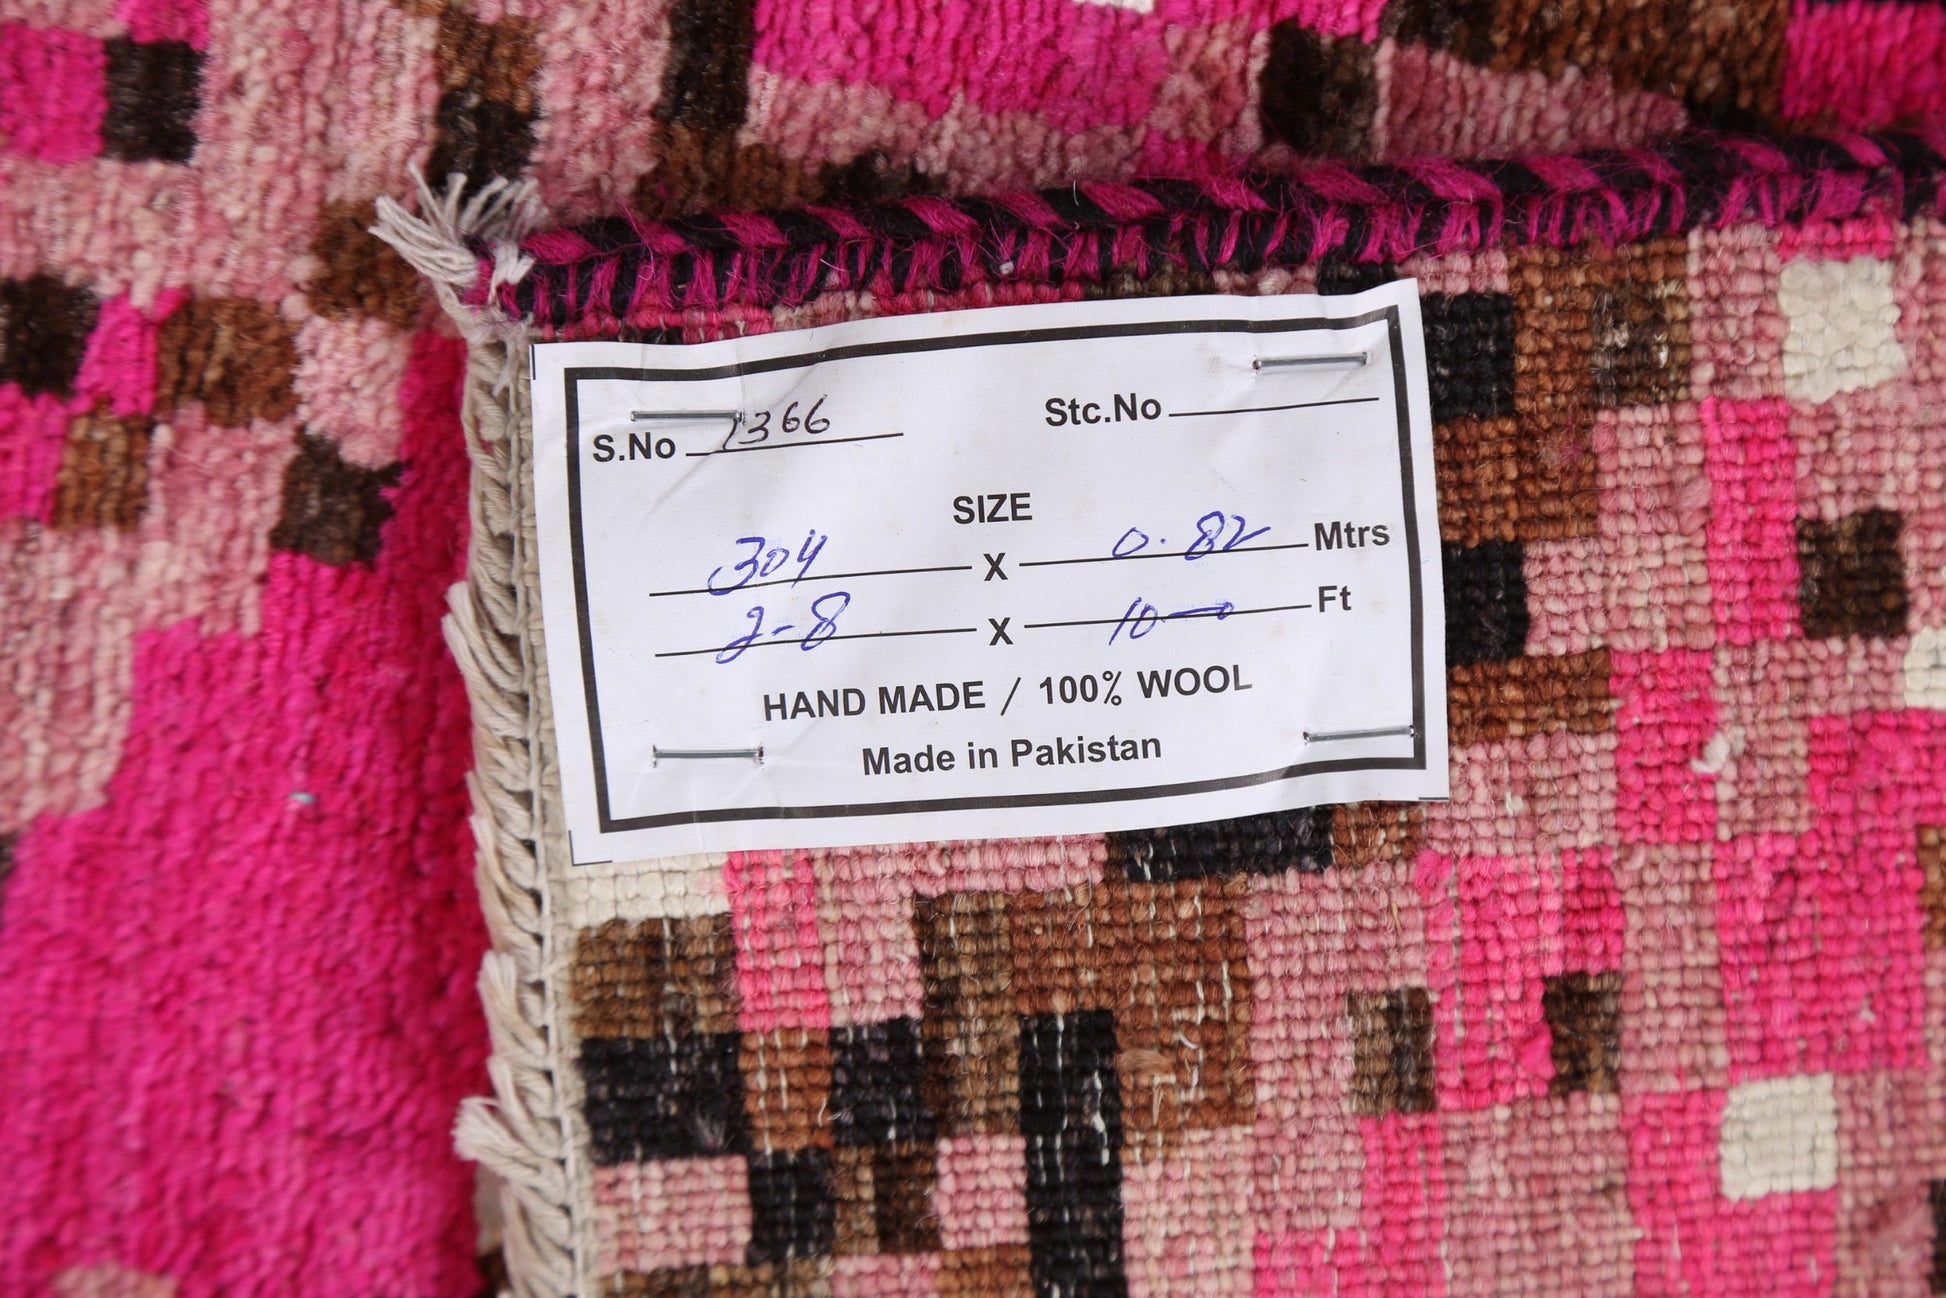 S.No 1366 Stc.No
SIZE
304 X 0.82 Mtrs
2-8 X 10-0 Ft
HAND MADE / 100% WOOL
Made in Pakistan